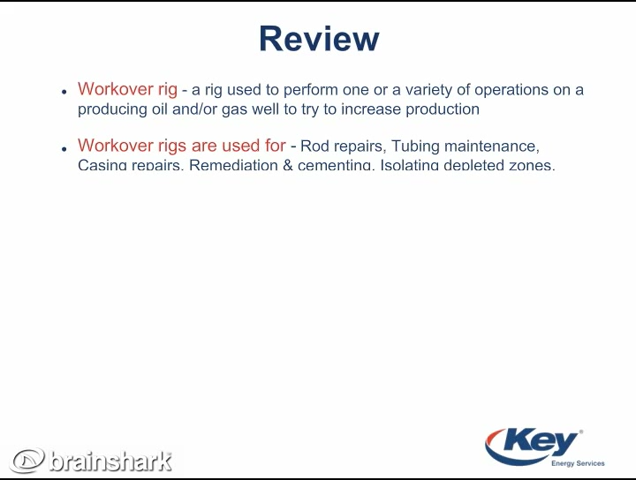 Review
• Workover rig - a rig used to perform one or a variety of operations on a
producing oil and/or gas well to try to increase production
• Workover rigs are used for - Rod repairs, Tubing maintenance,
Casing repairs, Remediation & cementing, Isolating depleted zones,
Key®
Energy Services
brainshark